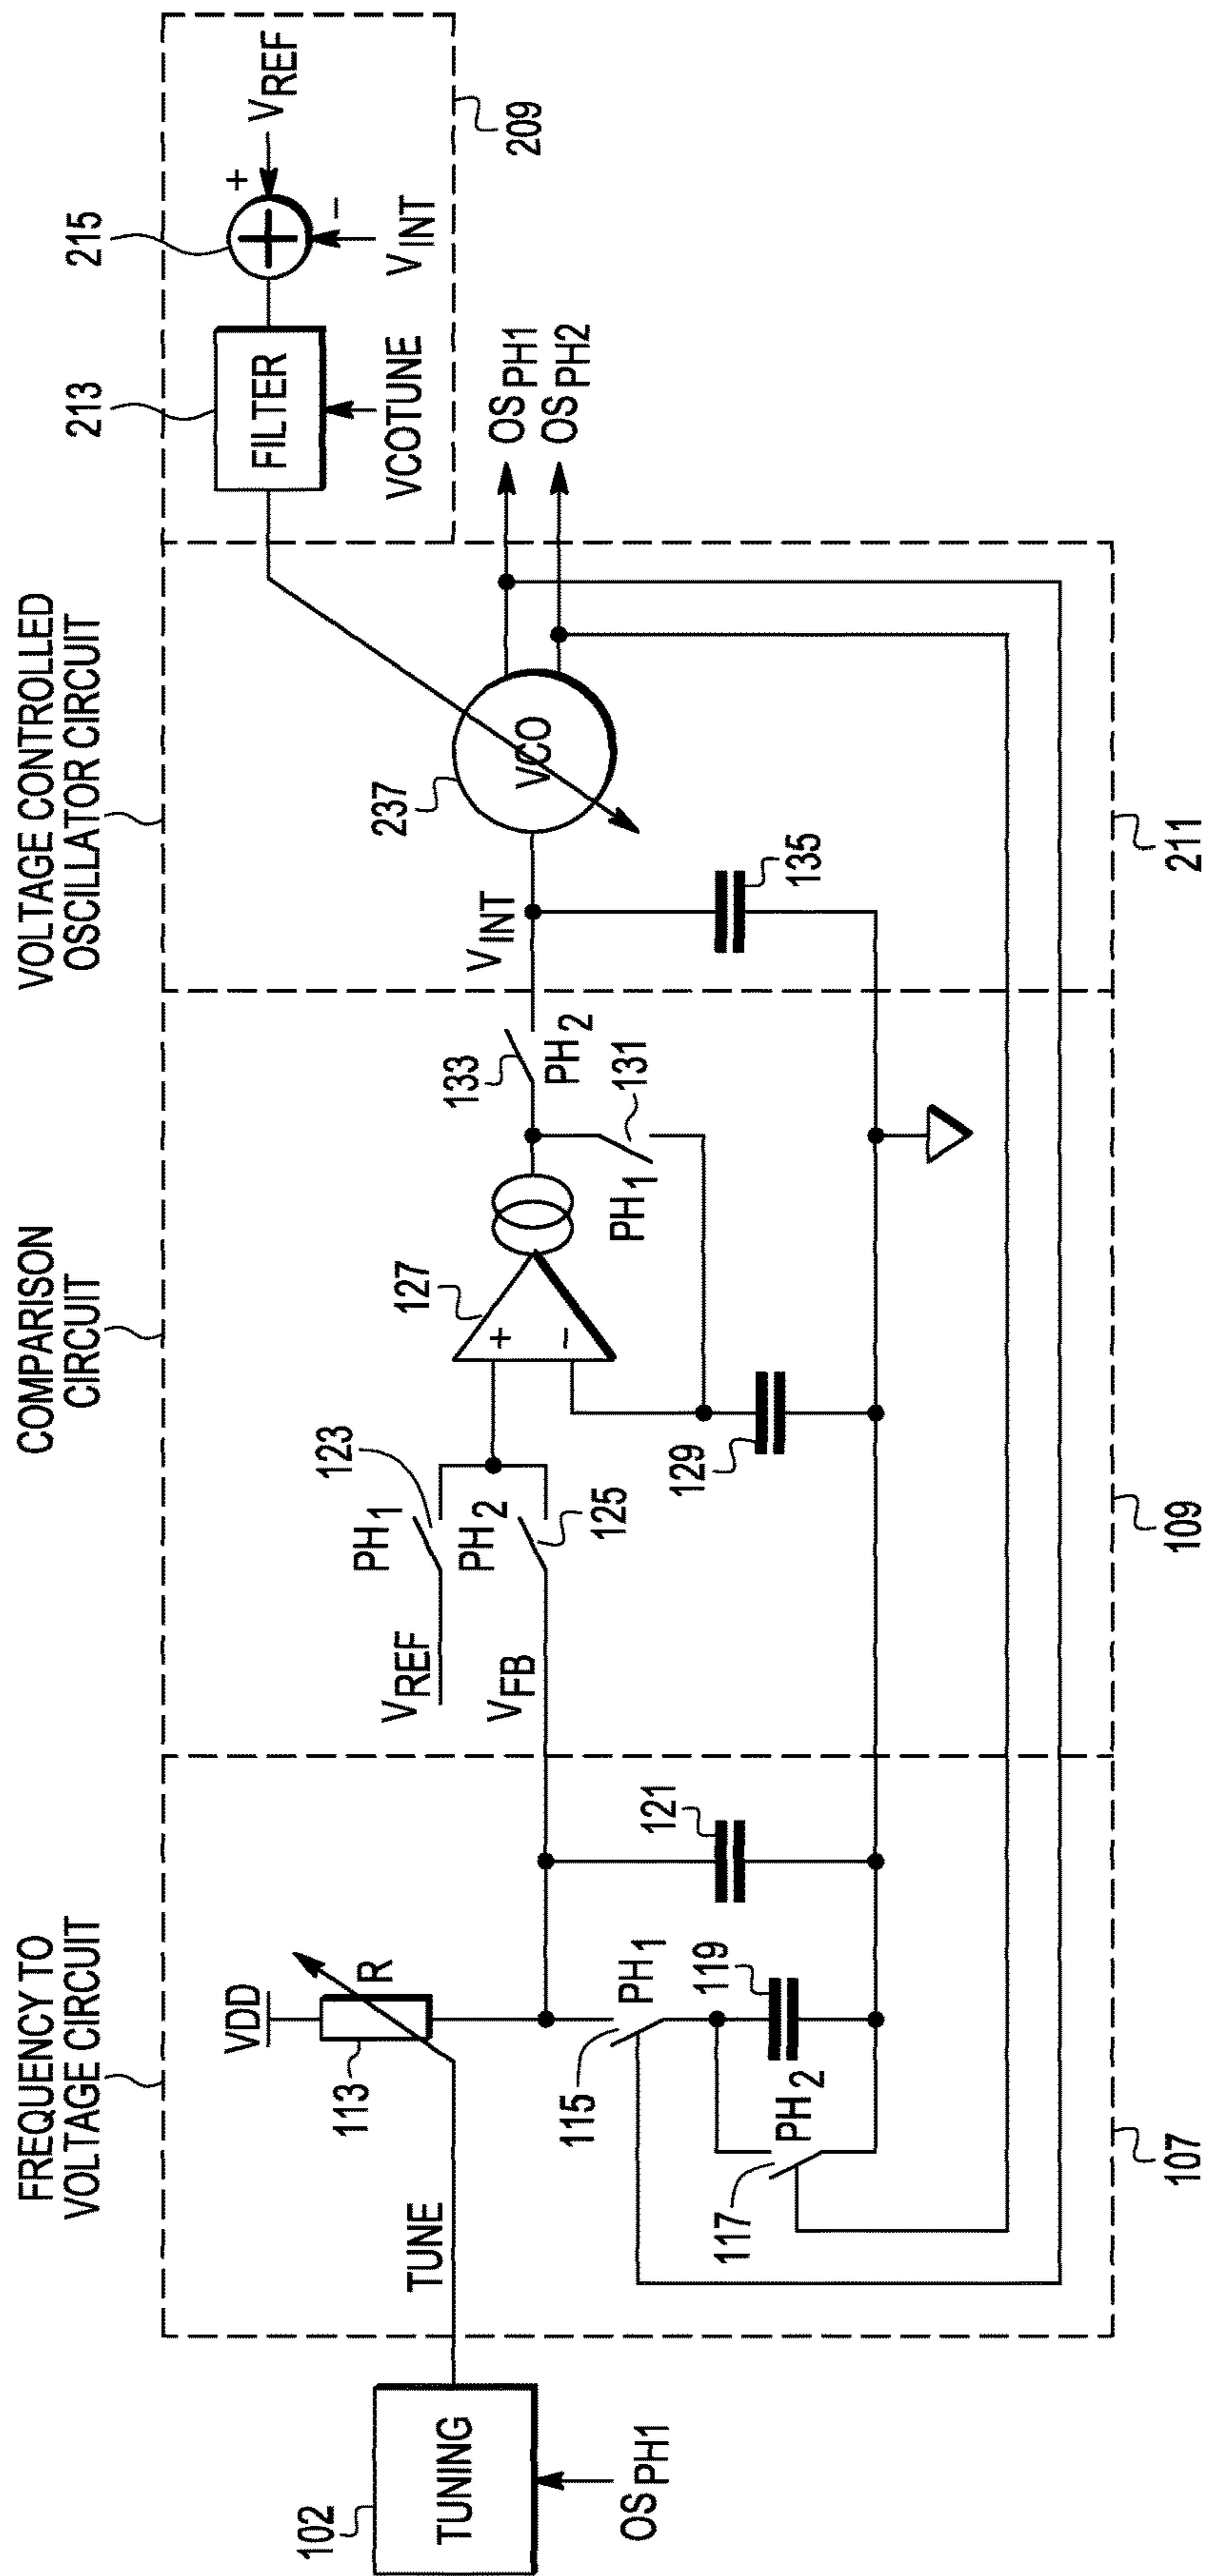 FREQUENCY TO
VOLTAGE CIRCUIT
COMPARISON
CIRCUIT
VOLTAGE CONTROLLED
OSCILLATOR CIRCUIT
102
TUNING
OSPH1
TUNE
VDD
R
113
115
PH1
117
PH2
119
121
107
VREF
VFB
PH1
123
PH2
125
127
+
-
129
PH1
131
133
PH2
109
VINT
135
237
VCO
211
OSPH1
OSPH2
213
FILTER
VCOTUNE
215
+
-
VREF
VINT
209